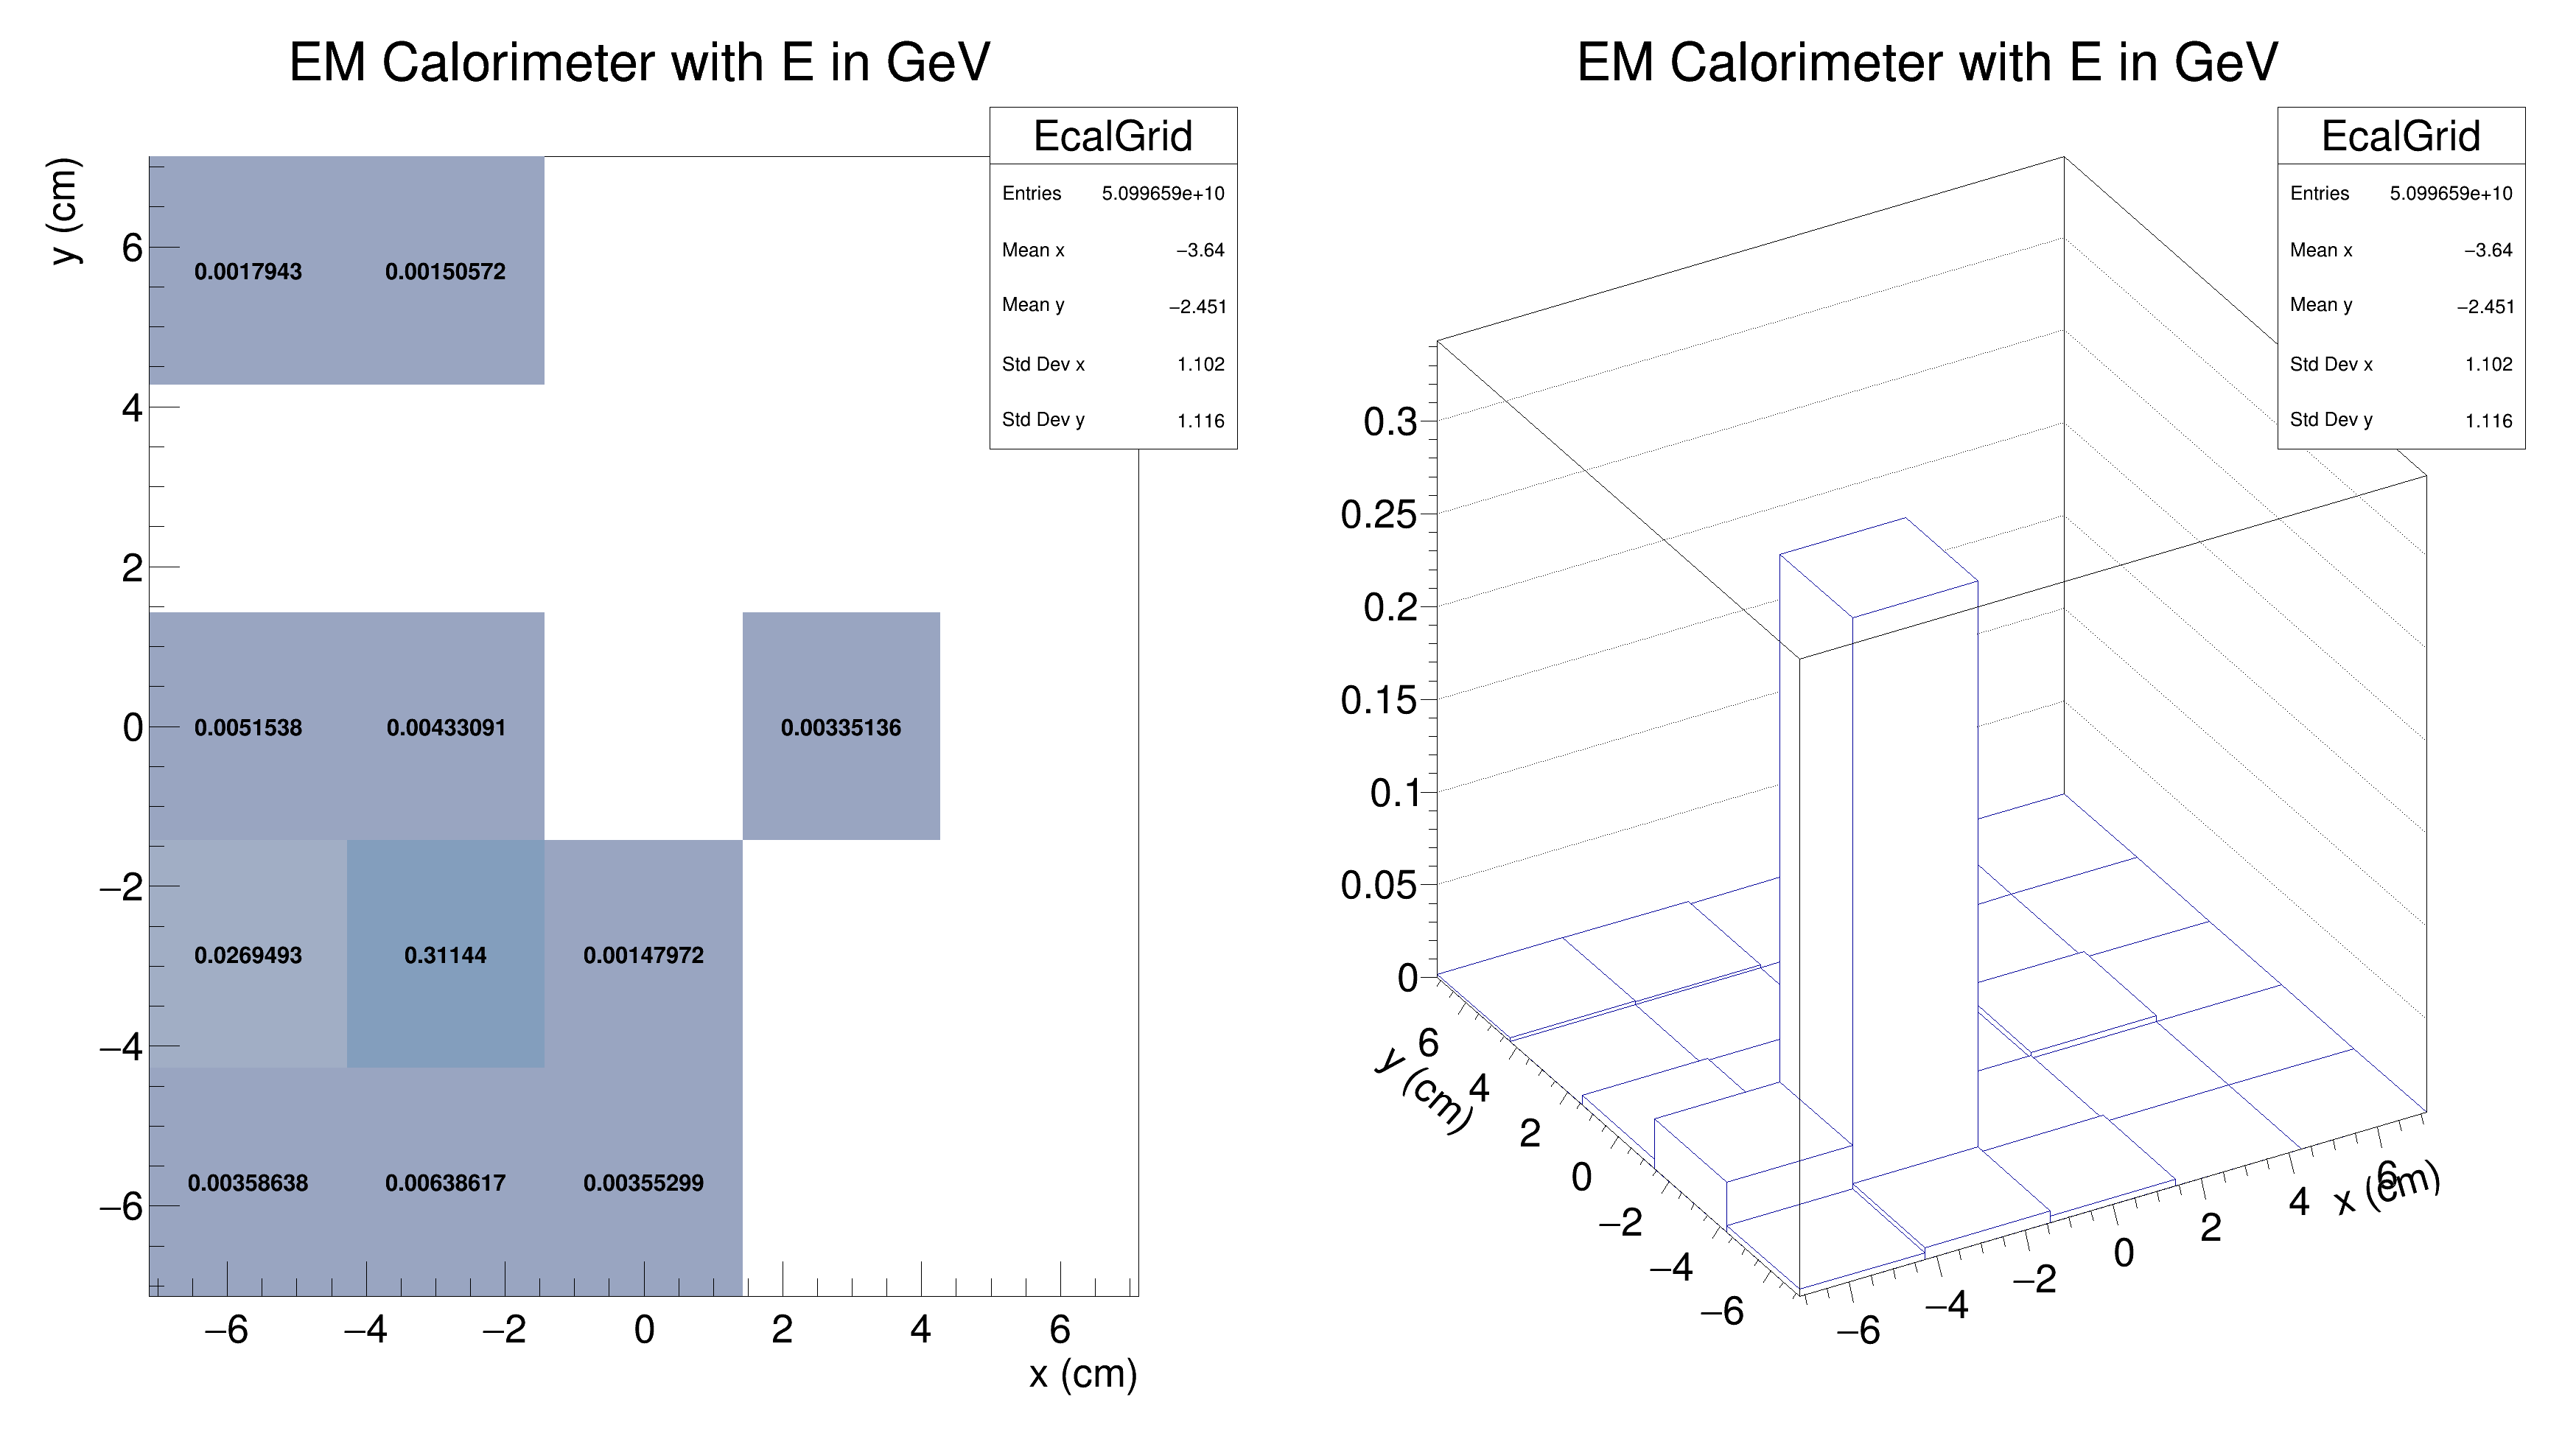 EM Calorimeter with E in GeV
EcalGrid
Entries 5.099659e+10
Mean x −3.64
Mean y −2.451
Std Dev x 1.102
Std Dev y 1.116
y (cm)
6
4
2
0
−2
−4
−6
0.0017943 0.00150572
0.0051538 0.00433091 0.00335136
0.0269493 0.31144 0.00147972
0.00358638 0.00638617 0.00355299
−6 −4 −2 0 2 4 6
x (cm)
EM Calorimeter with E in GeV
EcalGrid
Entries 5.099659e+10
Mean x −3.64
Mean y −2.451
Std Dev x 1.102
Std Dev y 1.116
0.3
0.25
0.2
0.15
0.1
0.05
0
y (cm)
6
4
2
0
−2
−4
−6
−6 −4 −2 0 2 4 6
x (cm)